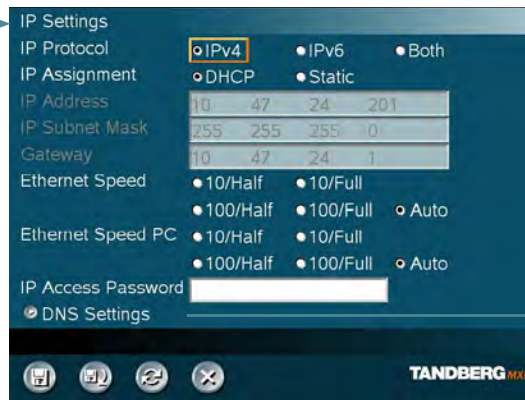 IP Settings
IP Protocol IPv4 IPv6 Both
IP Assignment DHCP Static
IP Address 10 47 24 201
IP Subnet Mask 255 255 255 0
Gateway 10 47 24 1
Ethernet Speed 10/Half 10/Full
100/Half 100/Full Auto
Ethernet Speed PC 10/Half 10/Full
100/Half 100/Full Auto
IP Access Password
DNS Settings
TANDBERG